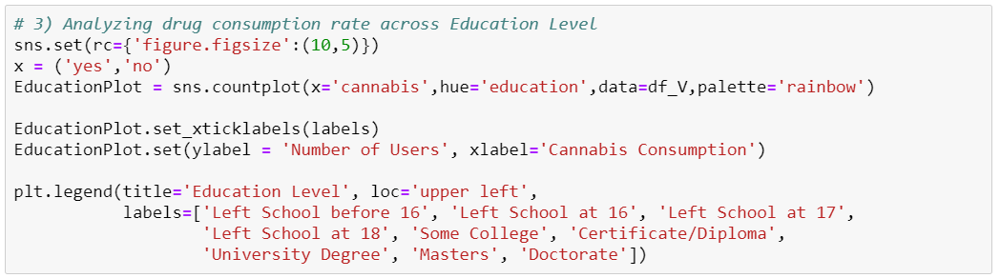 # 3) Analyzing drug consumption rate across Education Level
sns.set(rc={'figure.figsize':(10,5)})
x = ('yes','no')
EducationPlot = sns.countplot(x='cannabis',hue='education',data=df_V,palette='rainbow')
EducationPlot.set_xticklabels(labels)
EducationPlot.set(ylabel = 'Number of Users', xlabel='Cannabis Consumption')
plt.legend(title='Education Level', loc='upper left',
labels=['Left School before 16', 'Left School at 16', 'Left School at 17',
'Left School at 18', 'Some College', 'Certificate/Diploma',
'University Degree', 'Masters', 'Doctorate'])